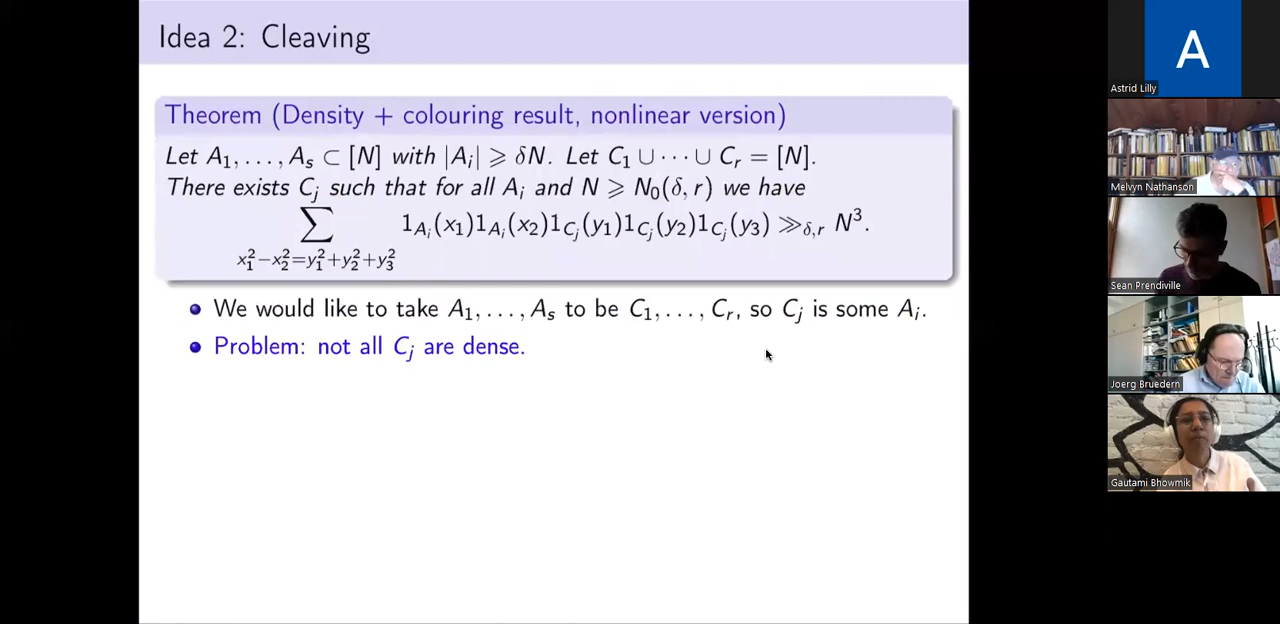 Idea 2: Cleaving
Theorem (Density + colouring result, nonlinear version)
Let A₁, . . . , Aₛ ⊂ [N] with |Aᵢ| ⩾ δN. Let C₁ ∪ · · · ∪ Cᵣ = [N].
There exists Cⱼ such that for all Aᵢ and N ⩾ N₀(δ, r) we have
∑ 1_{Aᵢ}(x₁)1_{Aᵢ}(x₂)1_{Cⱼ}(y₁)1_{Cⱼ}(y₂)1_{Cⱼ}(y₃) ≫_{δ,r} N³.
x₁²−x₂²=y₁²+y₂²+y₃²
We would like to take A₁, . . . , Aₛ to be C₁, . . . , Cᵣ, so Cⱼ is some Aᵢ.
Problem: not all Cⱼ are dense.
A
Astrid Lilly
Melvyn Nathanson
Sean Prendiville
Joerg Bruedern
Gautami Bhowmik